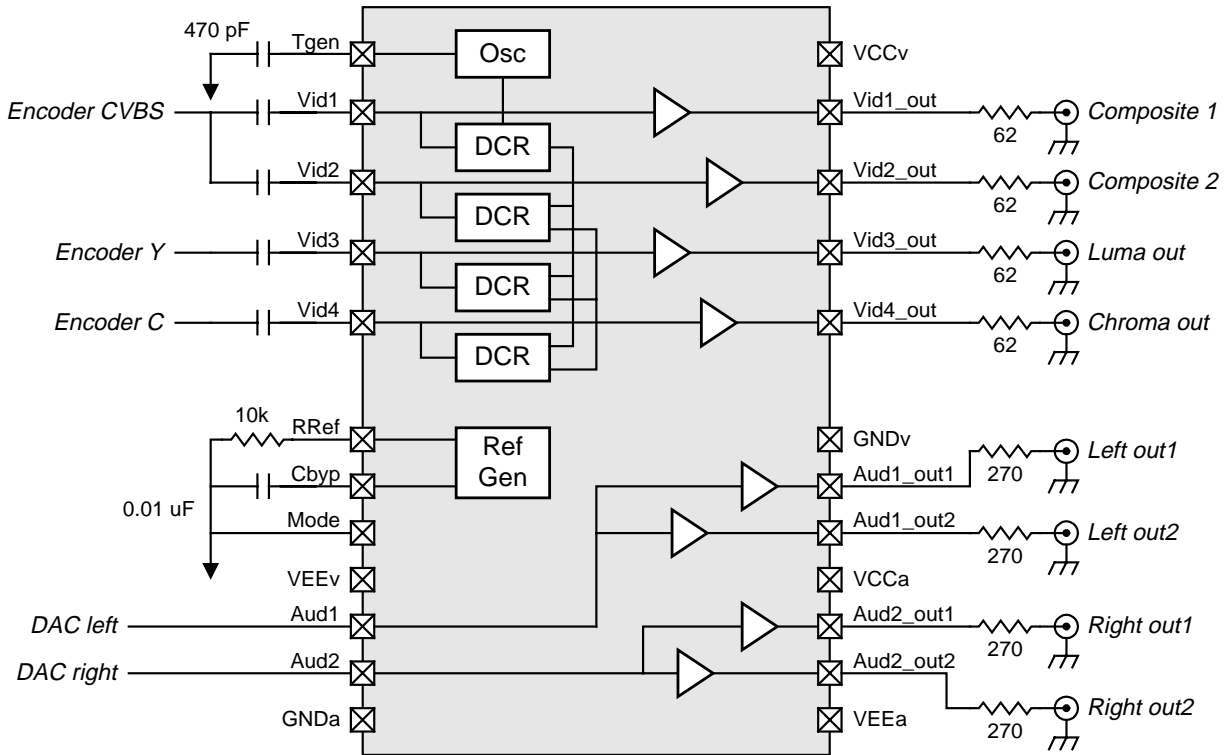 470 pF
Tgen
Osc
VCCv
Encoder CVBS
Vid1
DCR
Vid1_out
62
Composite 1
Vid2
DCR
Vid2_out
62
Composite 2
Encoder Y
Vid3
DCR
Vid3_out
62
Luma out
Encoder C
Vid4
DCR
Vid4_out
62
Chroma out
10k
RRef
Ref
Gen
GNDv
Cbyp
0.01 uF
Aud1_out1
270
Left out1
Mode
Aud1_out2
270
Left out2
VEEv
VCCa
DAC left
Aud1
Aud2_out1
270
Right out1
DAC right
Aud2
Aud2_out2
270
Right out2
GNDa
VEEa